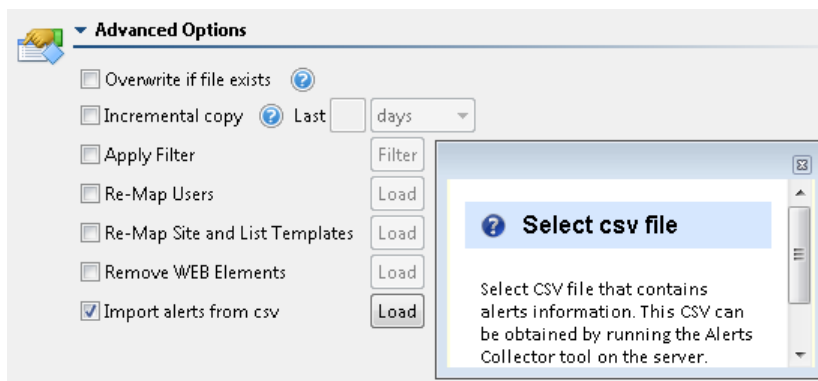 Advanced Options
Overwrite if file exists
Incremental copy Last days
Apply Filter Filter
Re-Map Users Load
Re-Map Site and List Templates Load
Remove WEB Elements Load
Import alerts from csv Load
Select csv file
Select CSV file that contains
alerts information. This CSV can
be obtained by running the Alerts
Collector tool on the server.